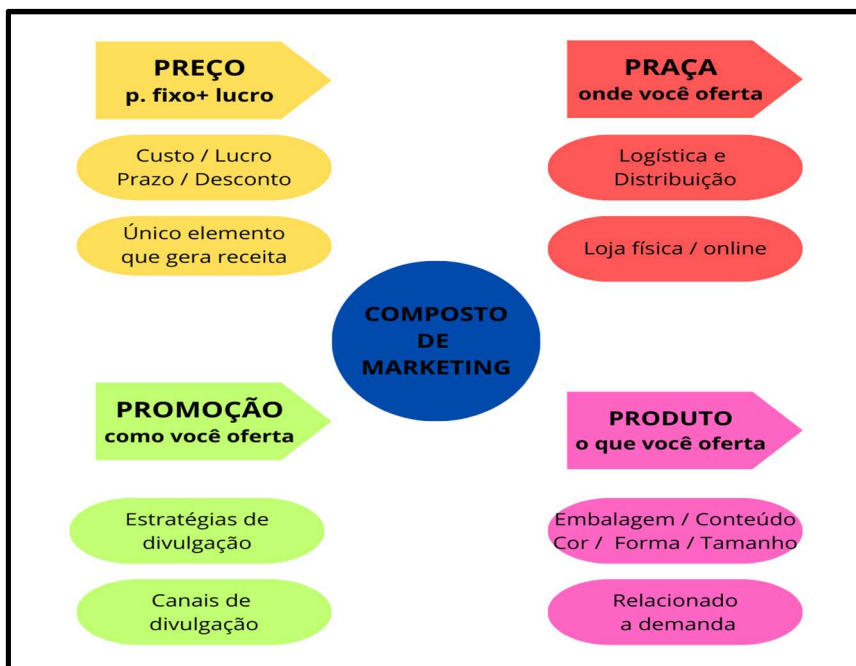 PREÇO
p. fixo+ lucro
Custo / Lucro
Prazo / Desconto
Único elemento
que gera receita
PRAÇA
onde você oferta
Logística e
Distribuição
Loja física / online
COMPOSTO
DE
MARKETING
PROMOÇÃO
como você oferta
Estratégias de
divulgação
Canais de
divulgação
PRODUTO
o que você oferta
Embalagem / Conteúdo
Cor / Forma / Tamanho
Relacionado
a demanda